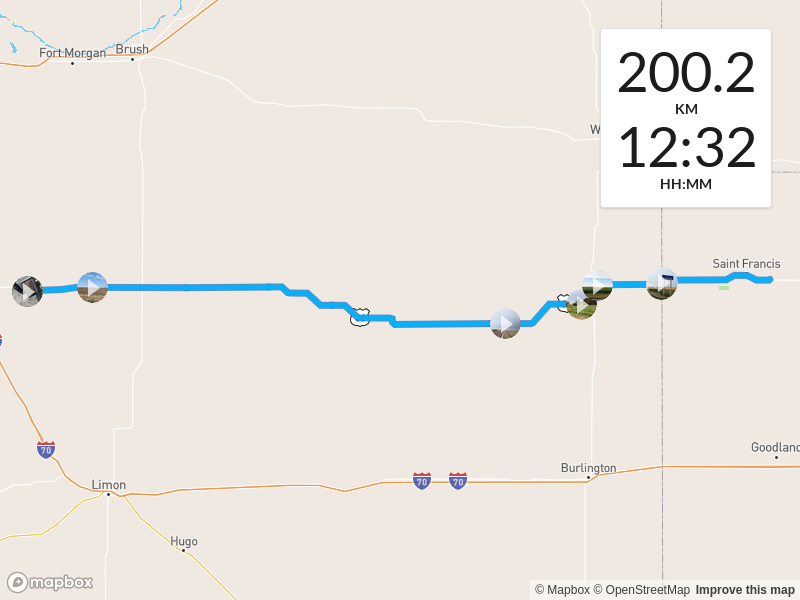 Fort Morgan
Brush
200.2
KM
12:32
HH:MM
W
Saint Francis
70
Goodland
Limon
70
70
Burlington
Hugo
mapbox
© Mapbox © OpenStreetMap Improve this map